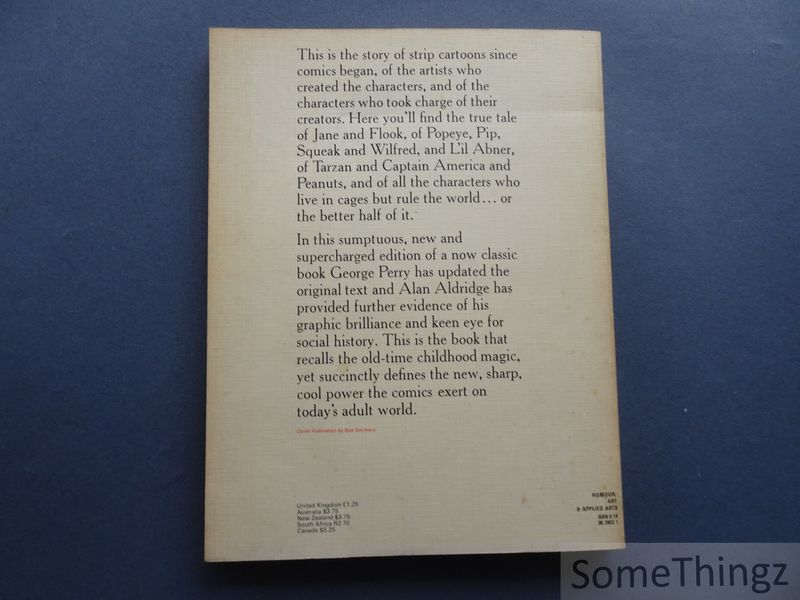 This is the story of strip cartoons since
comics began, of the artists who
created the characters, and of the
characters who took charge of their
creators. Here you'll find the true tale
of Jane and Flook, of Popeye, Pip,
Squeak and Wilfred, and L'il Abner,
of Tarzan and Captain America and
Peanuts, and of all the characters who
live in cages but rule the world... or
the better half of it.
In this sumptuous, new and
supercharged edition of a now classic
book George Perry has updated the
original text and Alan Aldridge has
provided further evidence of his
graphic brilliance and keen eye for
social history. This is the book that
recalls the old-time childhood magic,
yet succinctly defines the new, sharp,
cool power the comics exert on
today's adult world.
Cover illustration by Bob Smithers
United Kingdom £1.25
Australia $3.75
New Zealand $3.75
South Africa R2.70
Canada $5.25
HUMOUR:
ART
& APPLIED ARTS
ISBN 0 14
00.2802 1
SomeThingz